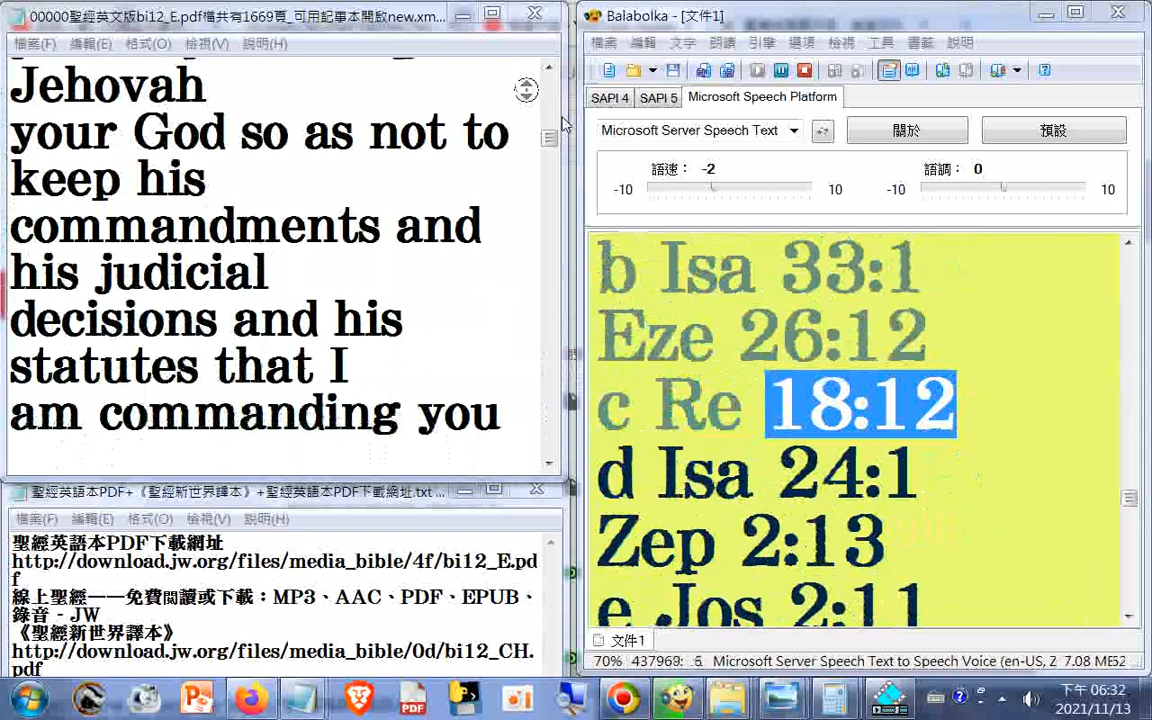 00000聖經英文版bi12_E.pdf檔共有1669頁_可用記事本開啟new.xm...
檔案(F) 編輯(E) 格式(O) 檢視(V) 說明(H)
Jehovah
your God so as not to
keep his
commandments and
his judicial
decisions and his
statutes that I
am commanding you
聖經英語本PDF+《聖經新世界譯本》+聖經英語本PDF下載網址.txt ...
檔案(F) 編輯(E) 格式(O) 檢視(V) 說明(H)
聖經英語本PDF下載網址
http://download.jw.org/files/media_bible/4f/bi12_E.pd
f
線上聖經——免費閱讀或下載：MP3、AAC、PDF、EPUB、
錄音 - JW
《聖經新世界譯本》
http://download.jw.org/files/media_bible/0d/bi12_CH.
pdf
Balabolka - [文件1]
檔案 編輯 文字 朗讀 引擎 選項 檢視 工具 書籤 說明
SAPI 4 SAPI 5 Microsoft Speech Platform
Microsoft Server Speech Text 關於 預設
語速： -2 語調： 0
-10 10 -10 10
b Isa 33:1
Eze 26:12
c Re 18:12
d Isa 24:1
Zep 2:13
e Jos 2:11
文件1
70% 437969: 6. Microsoft Server Speech Text to Speech Voice (en-US, Z 7.08 ME52
下午 06:32
2021/11/13